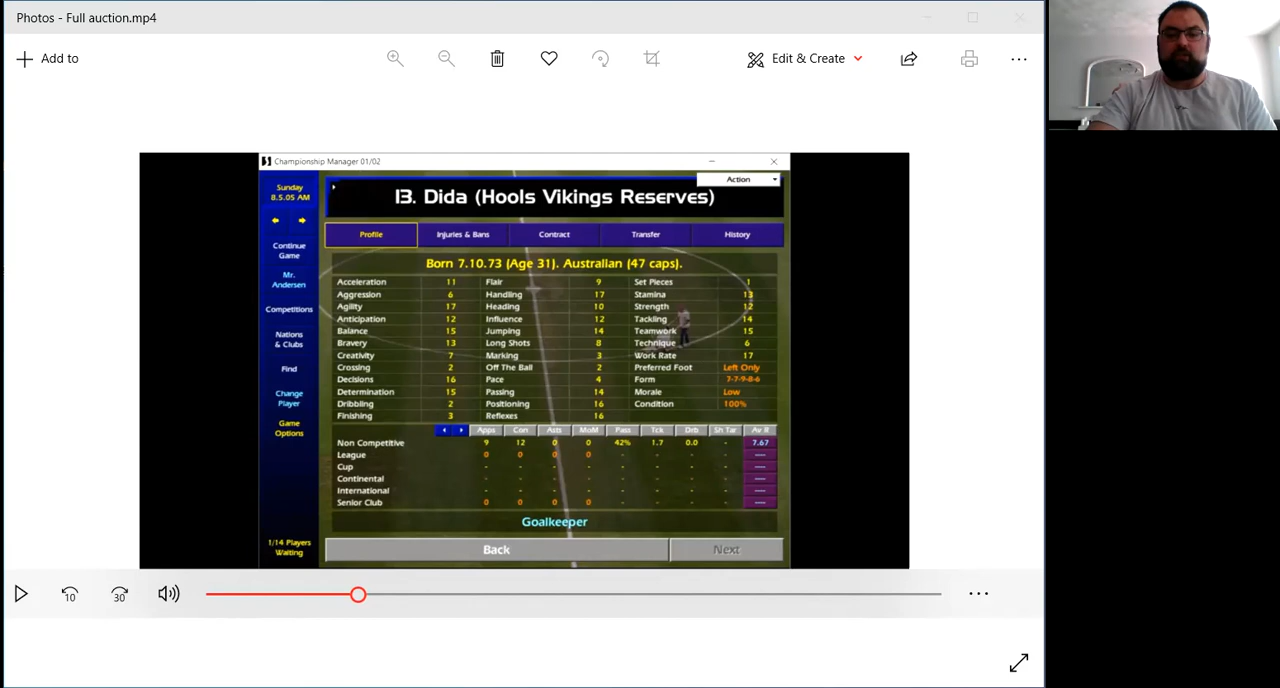 Photos - Full auction.mp4
Add to
Edit & Create
Championship Manager 01/02
Action
Sunday
8.5.05 AM
13. Dida (Hools Vikings Reserves)
Continue
Game
Mr.
Andersen
Competitions
Nations
& Clubs
Find
Change
Player
Game
Options
1/14 Players
Waiting
Profile Injuries & Bans Contract Transfer History
Born 7.10.73 (Age 31). Australian (47 caps).
Acceleration 11 Flair 9 Set Pieces 1
Aggression 6 Handling 17 Stamina 13
Agility 17 Heading 10 Strength 12
Anticipation 12 Influence 12 Tackling 14
Balance 15 Jumping 14 Teamwork 15
Bravery 13 Long Shots 8 Technique 6
Creativity 7 Marking 3 Work Rate 17
Crossing 2 Off The Ball 2 Preferred Foot Left Only
Decisions 16 Pace 4 Form 7-7-9-8-6
Determination 15 Passing 14 Morale Low
Dribbling 2 Positioning 16 Condition 100%
Finishing 3 Reflexes 16
Apps Con Asts MoM Pass Tck Drb Sh Tar Av R
Non Competitive 9 12 0 0 42% 1.7 0.0 - 7.67
League 0 0 0 0 - - - - ----
Cup - - - - - - - - ----
Continental - - - - - - - - ----
International - - - - - - - - ----
Senior Club 0 0 0 0 - - - - ----
Goalkeeper
Back Next
10 30